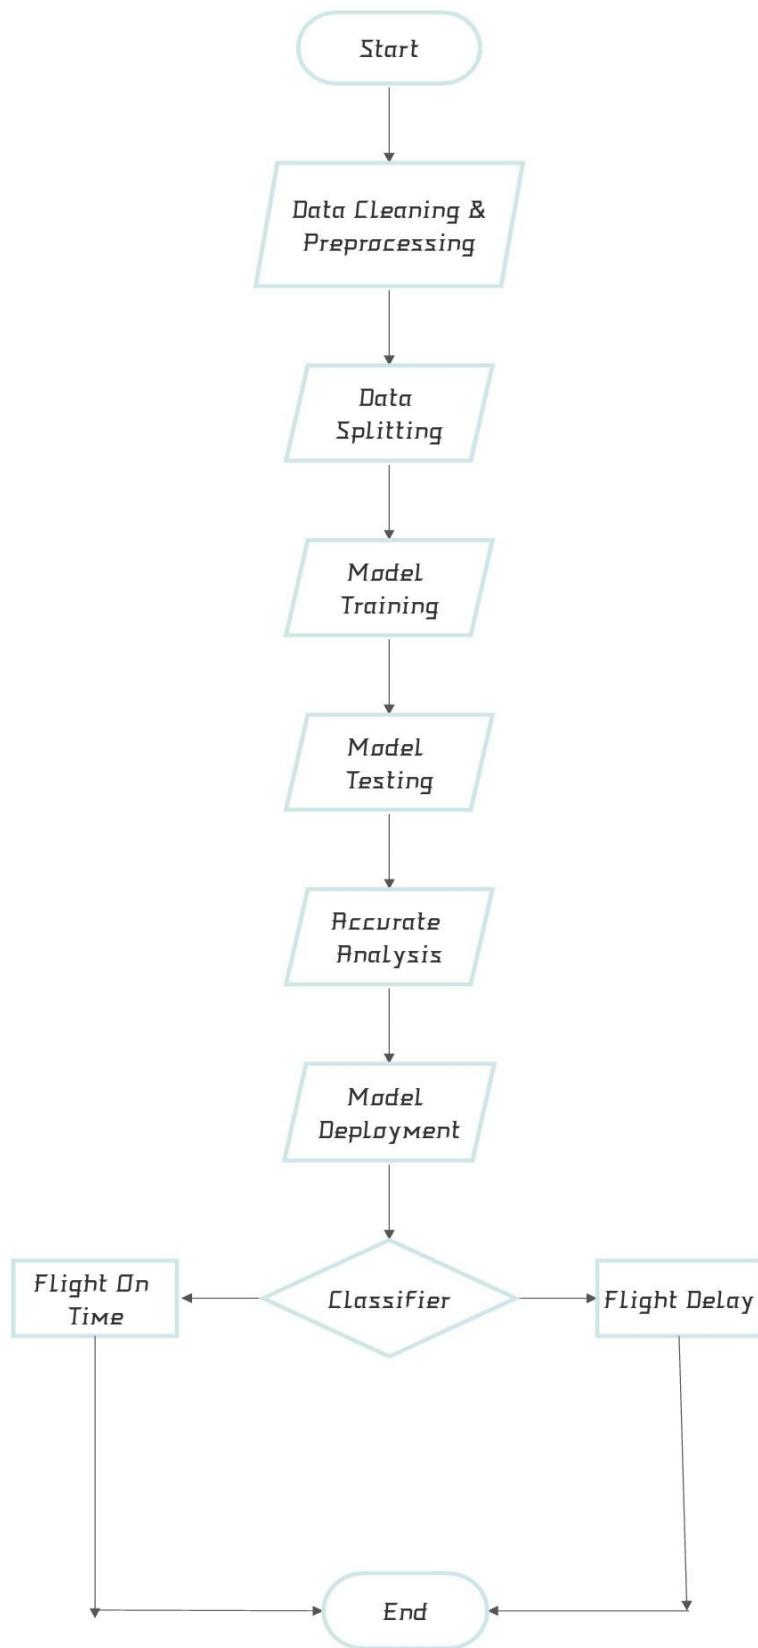 Start
Data Cleaning &
Preprocessing
Data
Splitting
Model
Training
Model
Testing
Accurate
Analysis
Model
Deployment
Flight On
Time
Classifier
Flight Delay
End